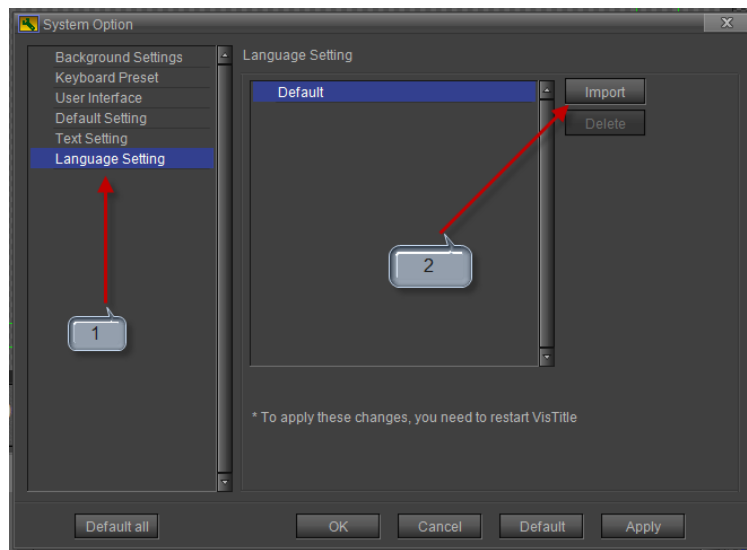 System Option
X
Background Settings
Keyboard Preset
User Interface
Default Setting
Text Setting
Language Setting
Language Setting
Default
Import
Delete
1
2
* To apply these changes, you need to restart VisTitle
Default all
OK
Cancel
Default
Apply